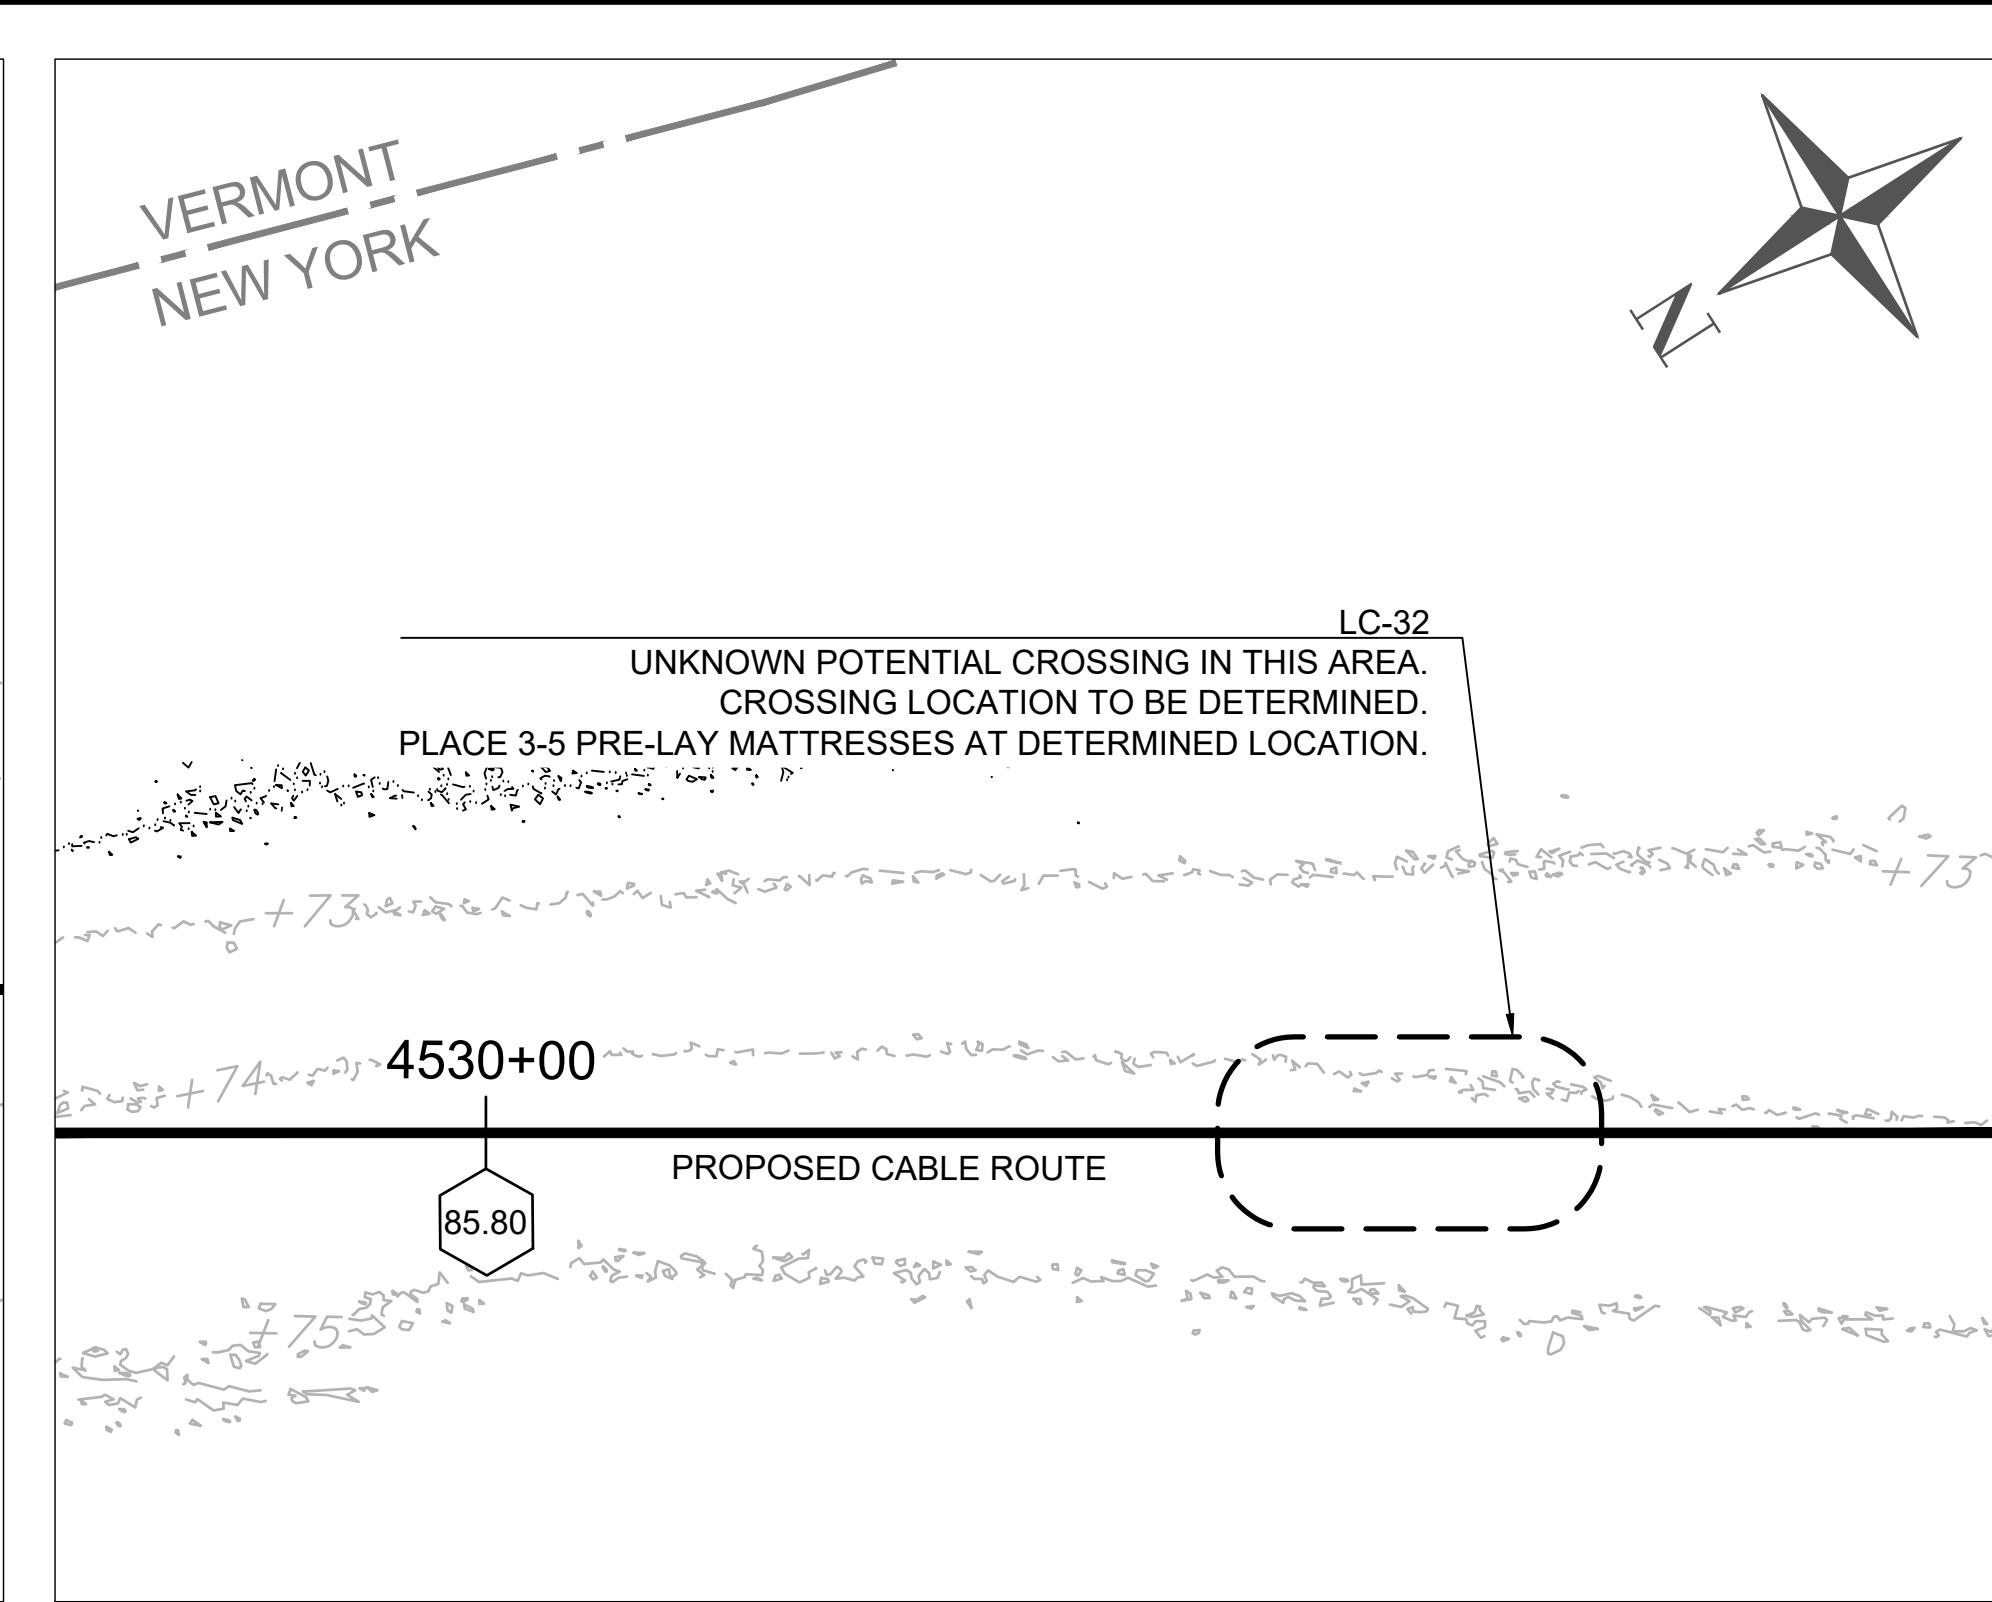 VERMONT
NEW YORK
N
LC-32
UNKNOWN POTENTIAL CROSSING IN THIS AREA.
CROSSING LOCATION TO BE DETERMINED.
PLACE 3-5 PRE-LAY MATTRESSES AT DETERMINED LOCATION.
+73
+73
4530+00
+74
PROPOSED CABLE ROUTE
85.80
+75